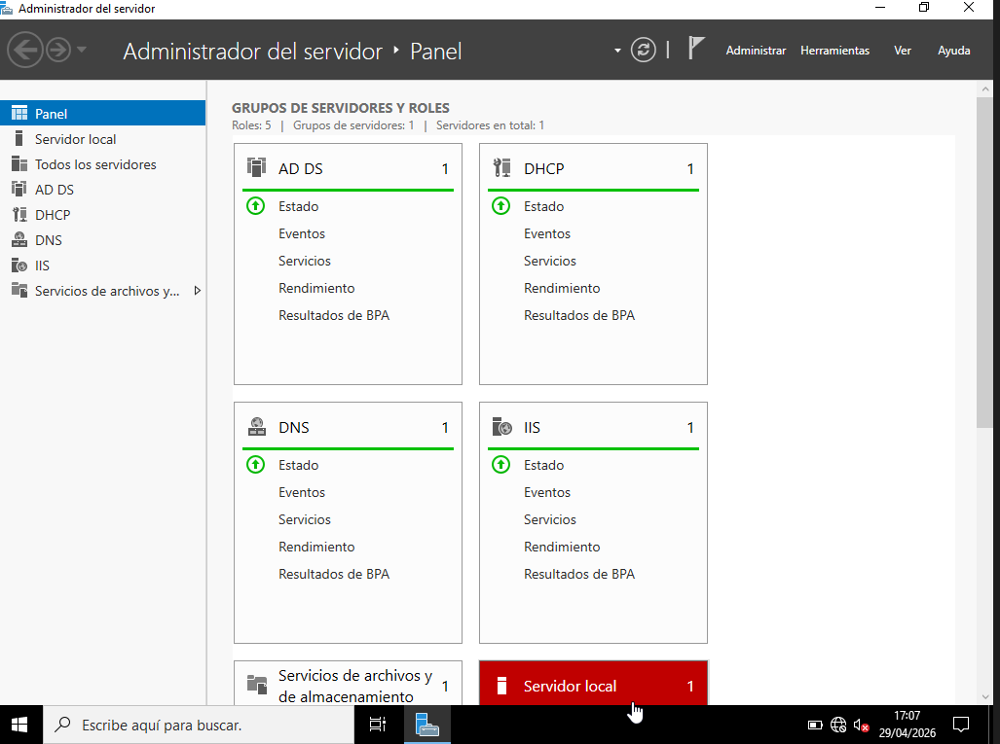 Administrador del servidor
Administrador del servidor ‣ Panel
Administrar Herramientas Ver Ayuda
Panel
Servidor local
Todos los servidores
AD DS
DHCP
DNS
IIS
Servicios de archivos y...
GRUPOS DE SERVIDORES Y ROLES
Roles: 5 | Grupos de servidores: 1 | Servidores en total: 1
AD DS 1
Estado
Eventos
Servicios
Rendimiento
Resultados de BPA
DHCP 1
Estado
Eventos
Servicios
Rendimiento
Resultados de BPA
DNS 1
Estado
Eventos
Servicios
Rendimiento
Resultados de BPA
IIS 1
Estado
Eventos
Servicios
Rendimiento
Resultados de BPA
Servicios de archivos y
de almacenamiento 1
Servidor local 1
Escribe aquí para buscar.
17:07
29/04/2026